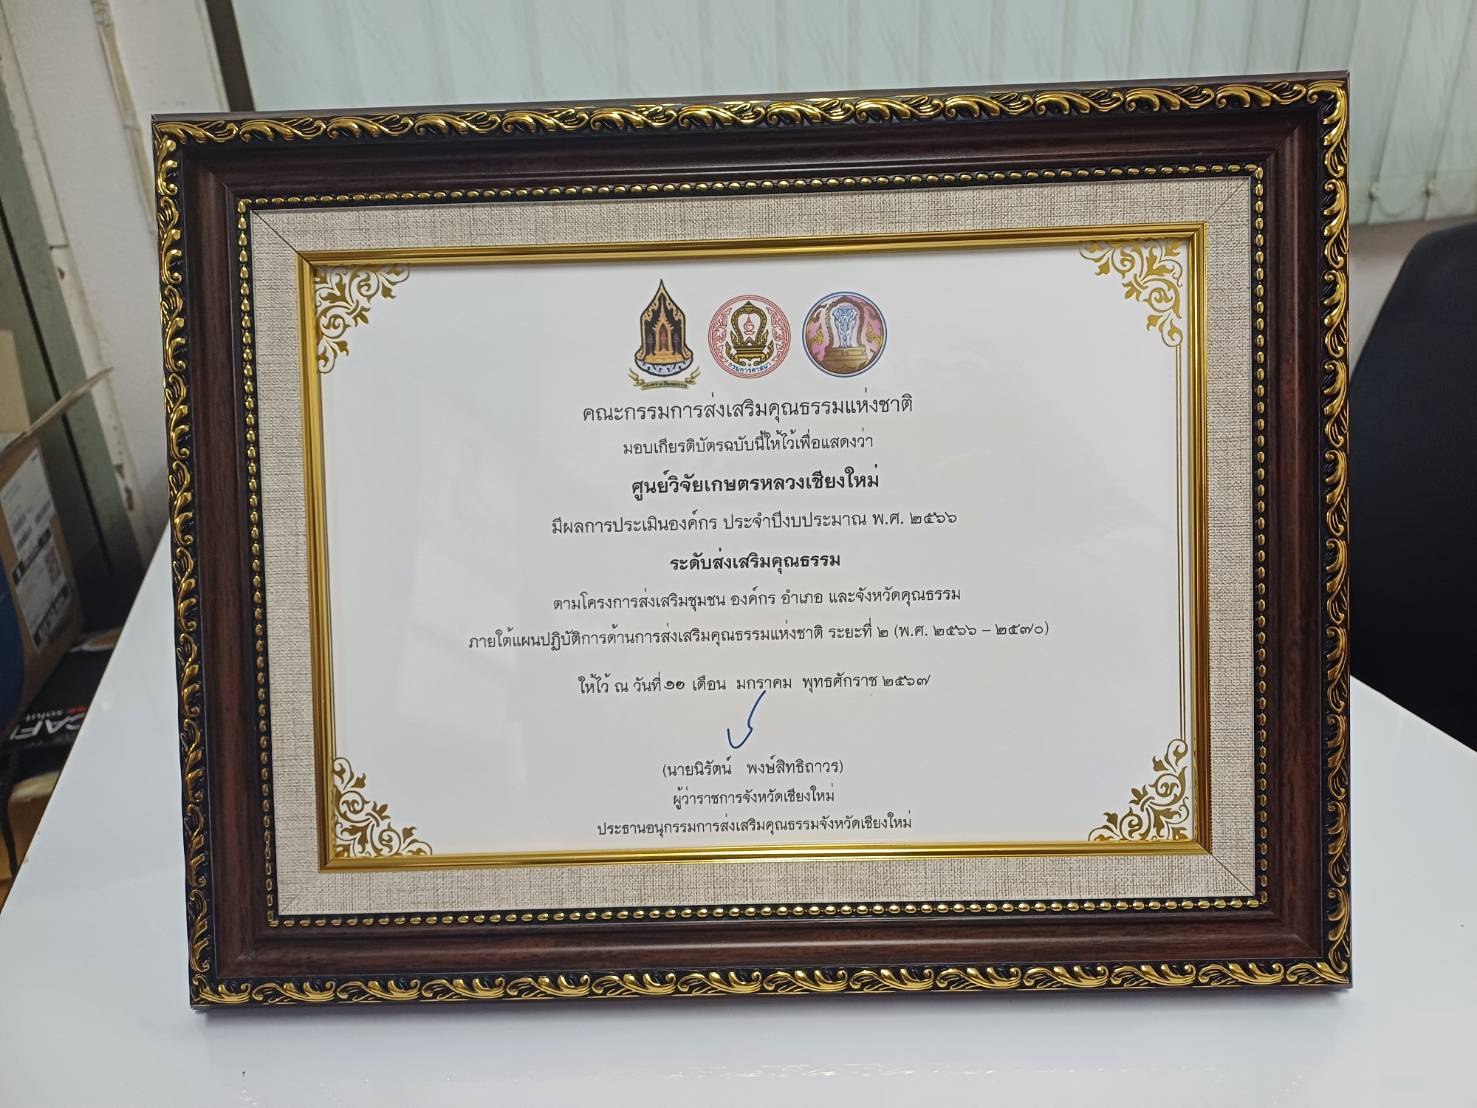 กรมการศาสนา
คณะกรรมการส่งเสริมคุณธรรมแห่งชาติ
มอบเกียรติบัตรฉบับนี้ให้ไว้เพื่อแสดงว่า
ศูนย์วิจัยเกษตรหลวงเชียงใหม่
มีผลการประเมินองค์กร ประจำปีงบประมาณ พ.ศ. ๒๕๖๖
ระดับส่งเสริมคุณธรรม
ตามโครงการส่งเสริมชุมชน องค์กร อำเภอ และจังหวัดคุณธรรม
ภายใต้แผนปฏิบัติการด้านการส่งเสริมคุณธรรมแห่งชาติ ระยะที่ ๒ (พ.ศ. ๒๕๖๖ – ๒๕๗๐)
ให้ไว้ ณ วันที่ ๑๑ เดือน มกราคม พุทธศักราช ๒๕๖๗
(นายนิรัตน์ พงษ์สิทธิถาวร)
ผู้ว่าราชการจังหวัดเชียงใหม่
ประธานอนุกรรมการส่งเสริมคุณธรรมจังหวัดเชียงใหม่